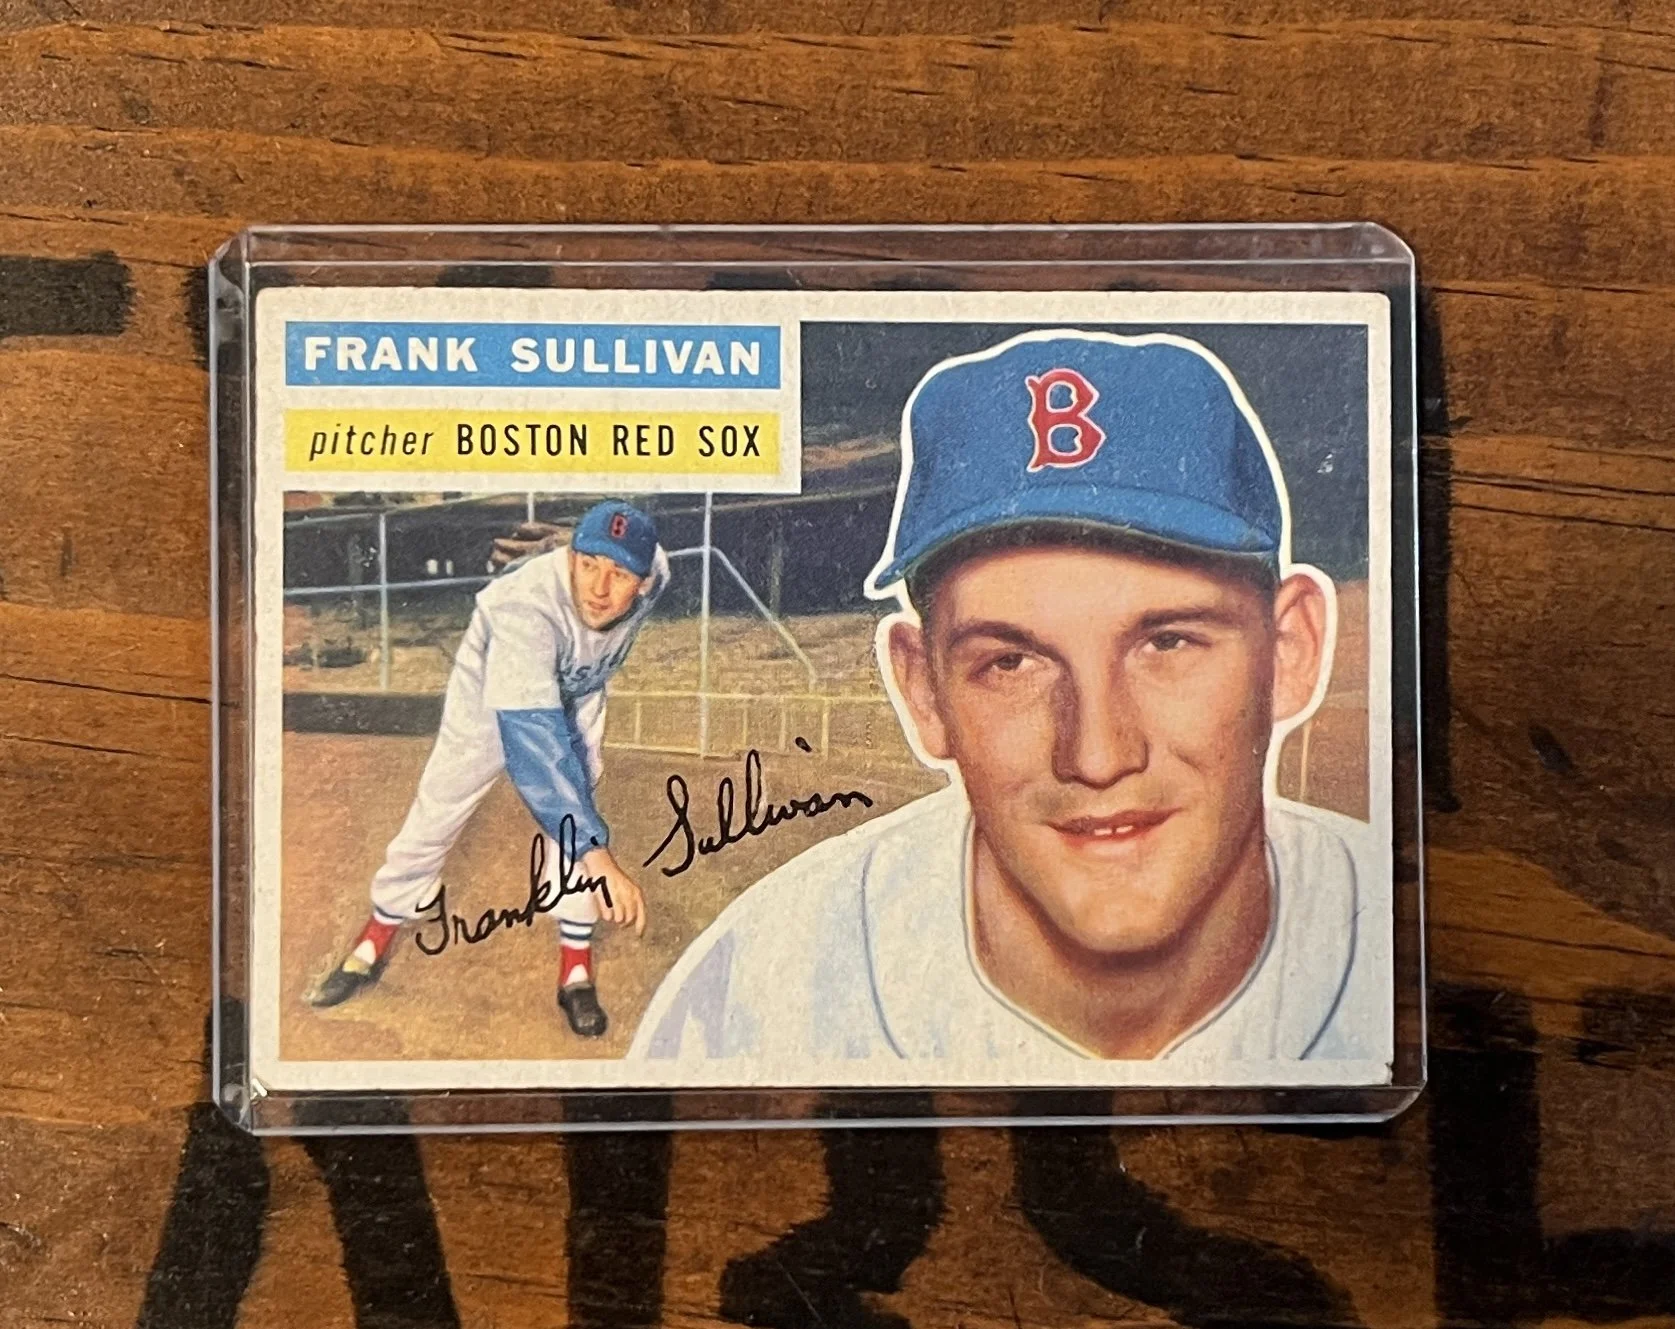 FRANK SULLIVAN
pitcher BOSTON RED SOX
B
B
Franklin Sullivan